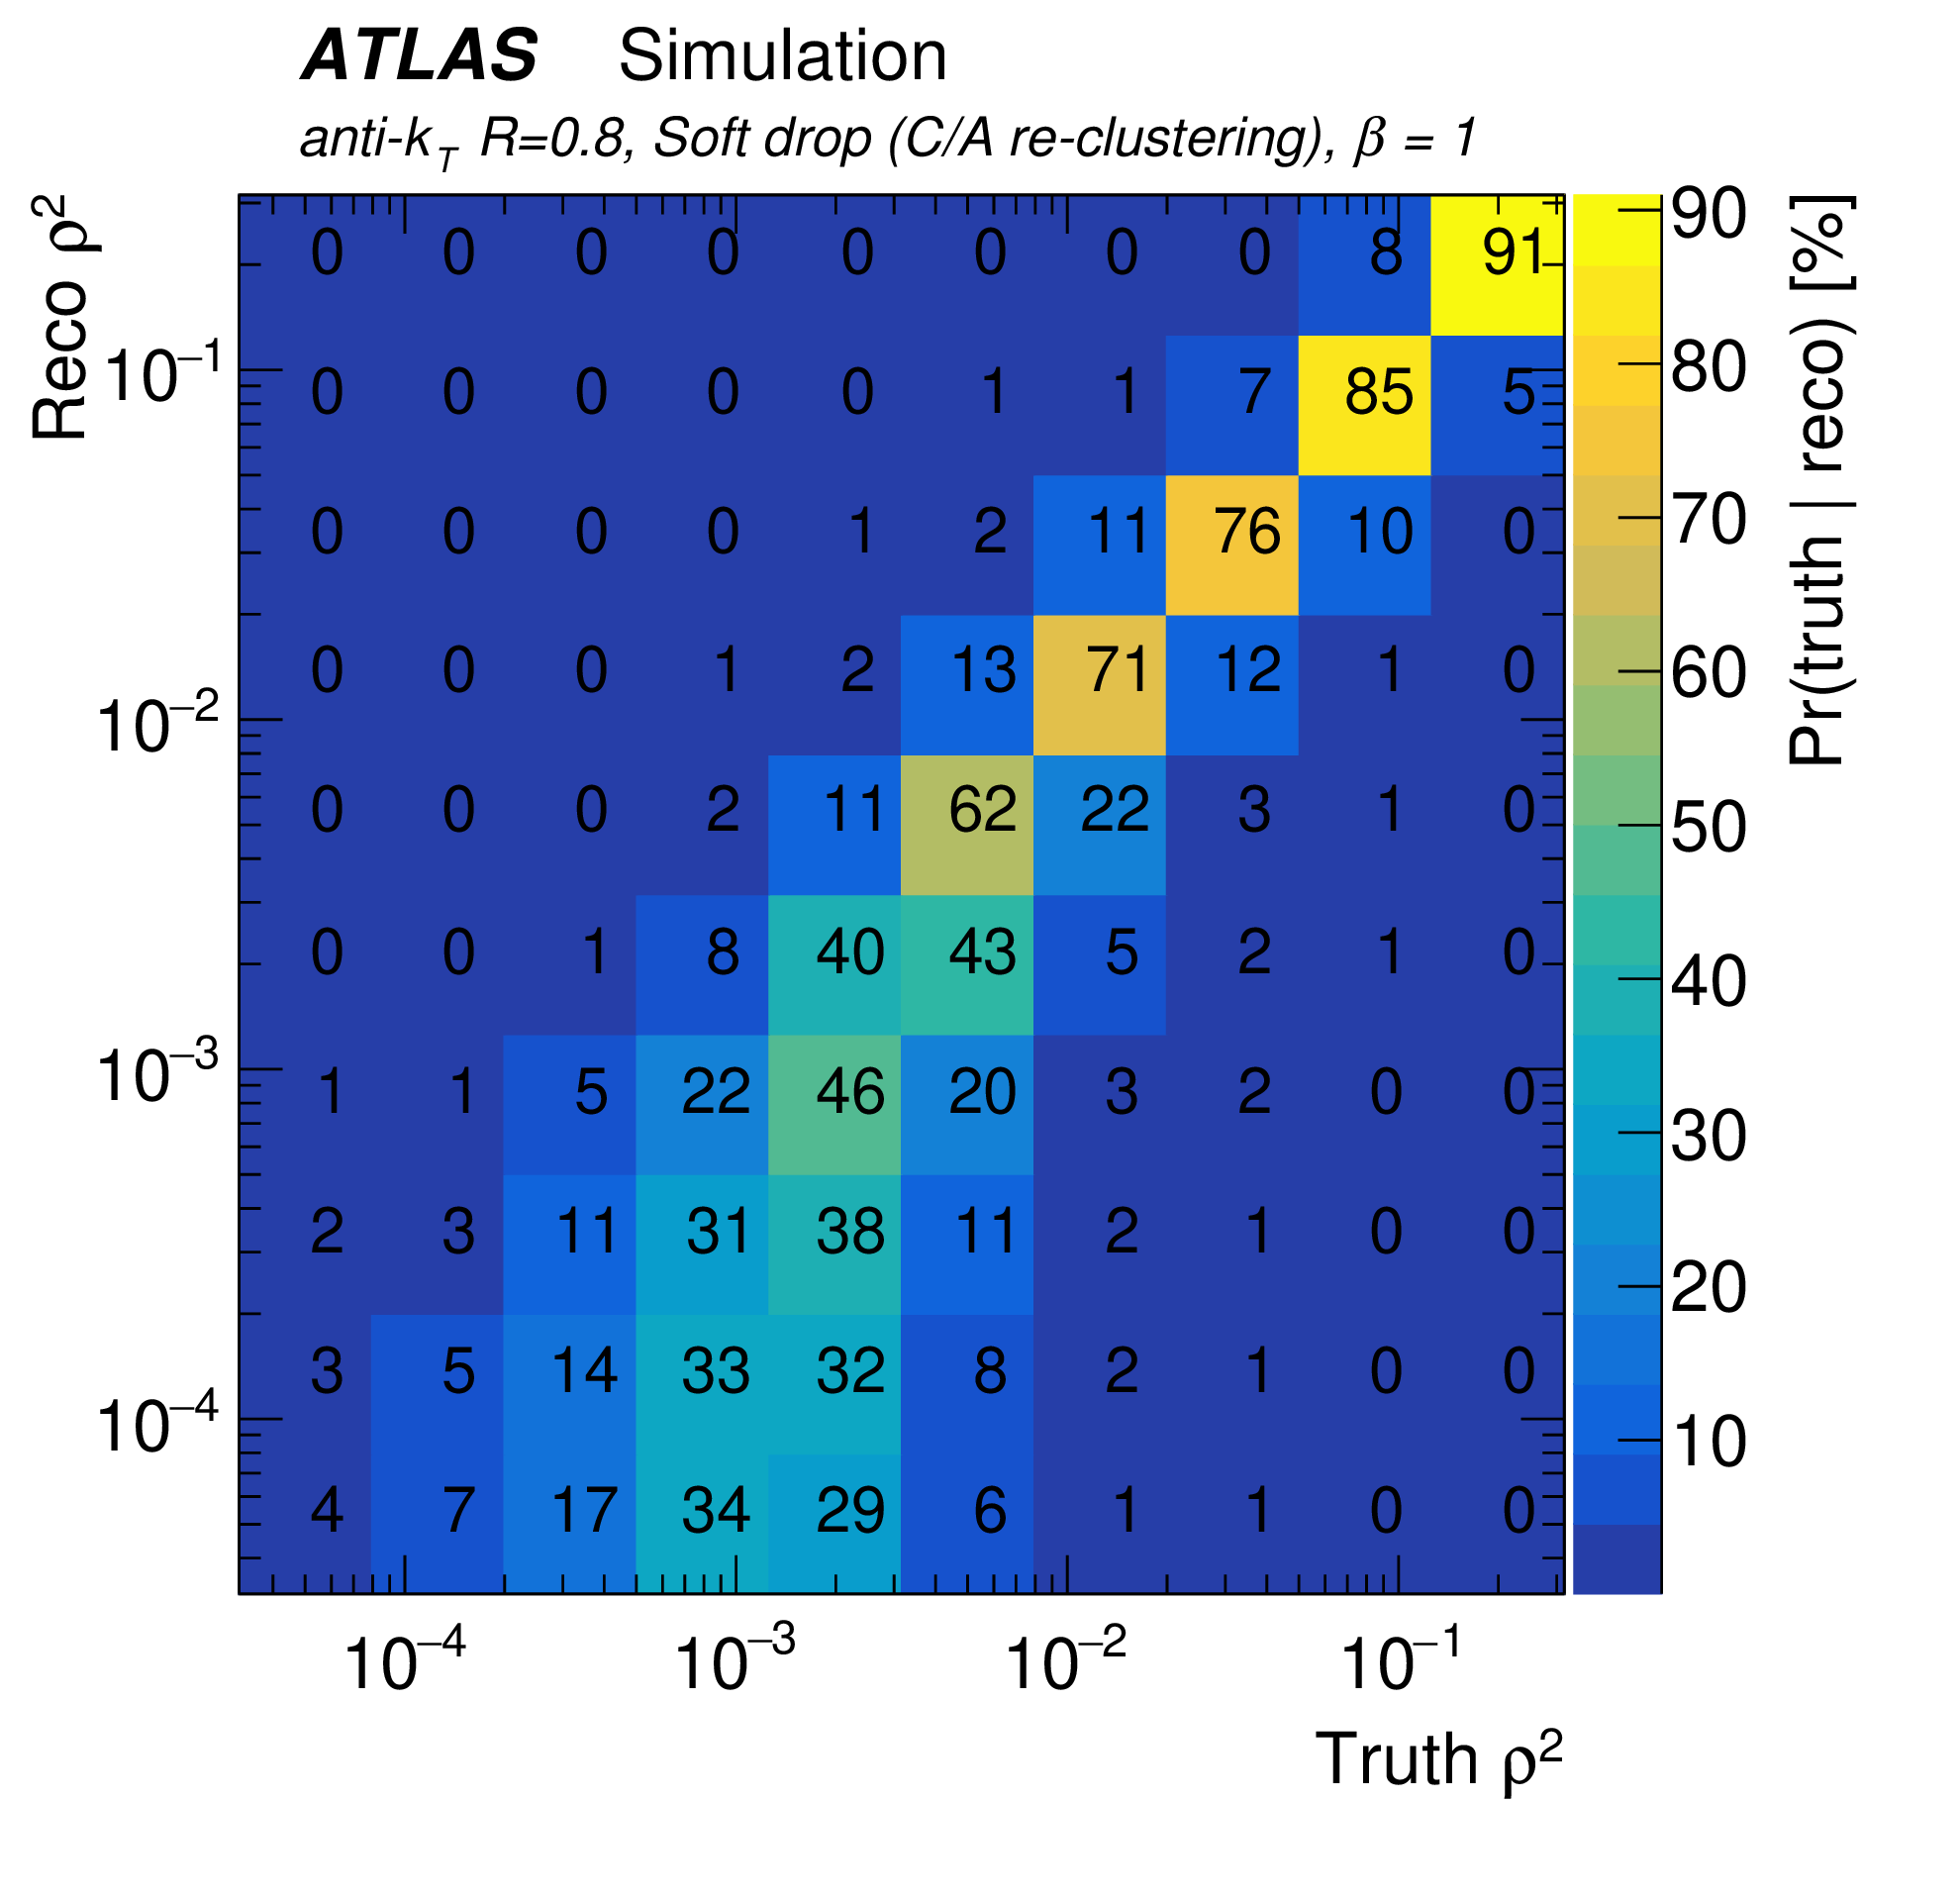 ATLAS Simulation
anti-k_T R=0.8, Soft drop (C/A re-clustering), β = 1
Reco ρ²
Pr(truth | reco) [%]
0 0 0 0 0 0 0 0 8 91
0 0 0 0 0 1 1 7 85 5
0 0 0 0 1 2 11 76 10 0
0 0 0 1 2 13 71 12 1 0
0 0 0 2 11 62 22 3 1 0
0 0 1 8 40 43 5 2 1 0
1 1 5 22 46 20 3 2 0 0
2 3 11 31 38 11 2 1 0 0
3 5 14 33 32 8 2 1 0 0
4 7 17 34 29 6 1 1 0 0
10⁻¹
10⁻²
10⁻³
10⁻⁴
90
80
70
60
50
40
30
20
10
10⁻⁴ 10⁻³ 10⁻² 10⁻¹
Truth ρ²